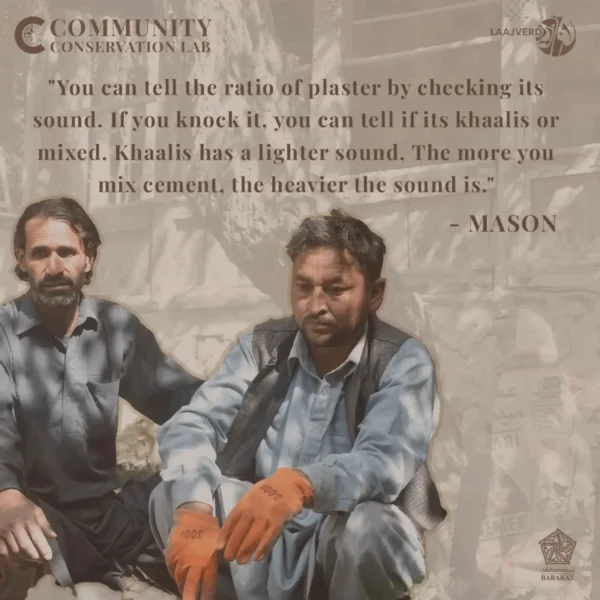 COMMUNITY
CONSERVATION LAB
LAAJVERD
"You can tell the ratio of plaster by checking its
sound. If you knock it, you can tell if its khaalis or
mixed. Khaalis has a lighter sound. The more you
mix cement, the heavier the sound is."
- MASON
300I
300I
BARAKAT